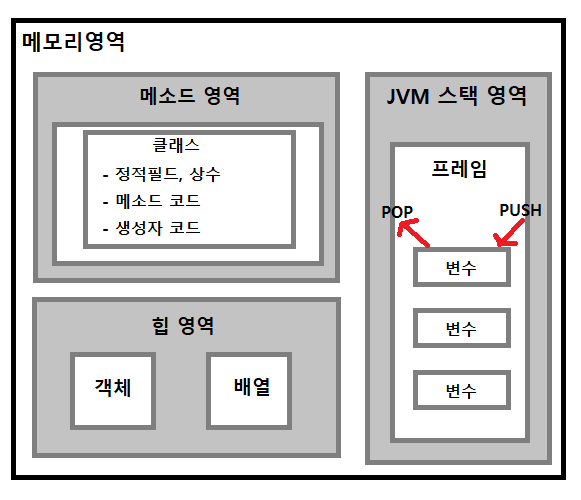 메모리영역
메소드 영역
클래스
- 정적필드, 상수
- 메소드 코드
- 생성자 코드
힙 영역
객체
배열
JVM 스택 영역
프레임
POP
PUSH
변수
변수
변수